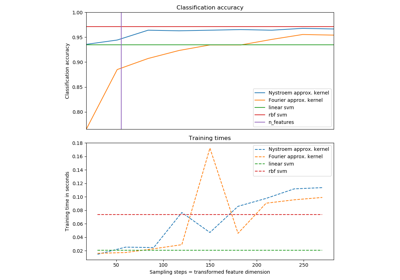 Classification accuracy
1.00
0.95
0.90
0.85
0.80
Classification accuracy
Nystroem approx. kernel
Fourier approx. kernel
linear svm
rbf svm
n_features
Training times
0.18
0.16
0.14
0.12
0.10
0.08
0.06
0.04
0.02
Training time in seconds
Nystroem approx. kernel
Fourier approx. kernel
linear svm
rbf svm
50
100
150
200
250
Sampling steps = transformed feature dimension